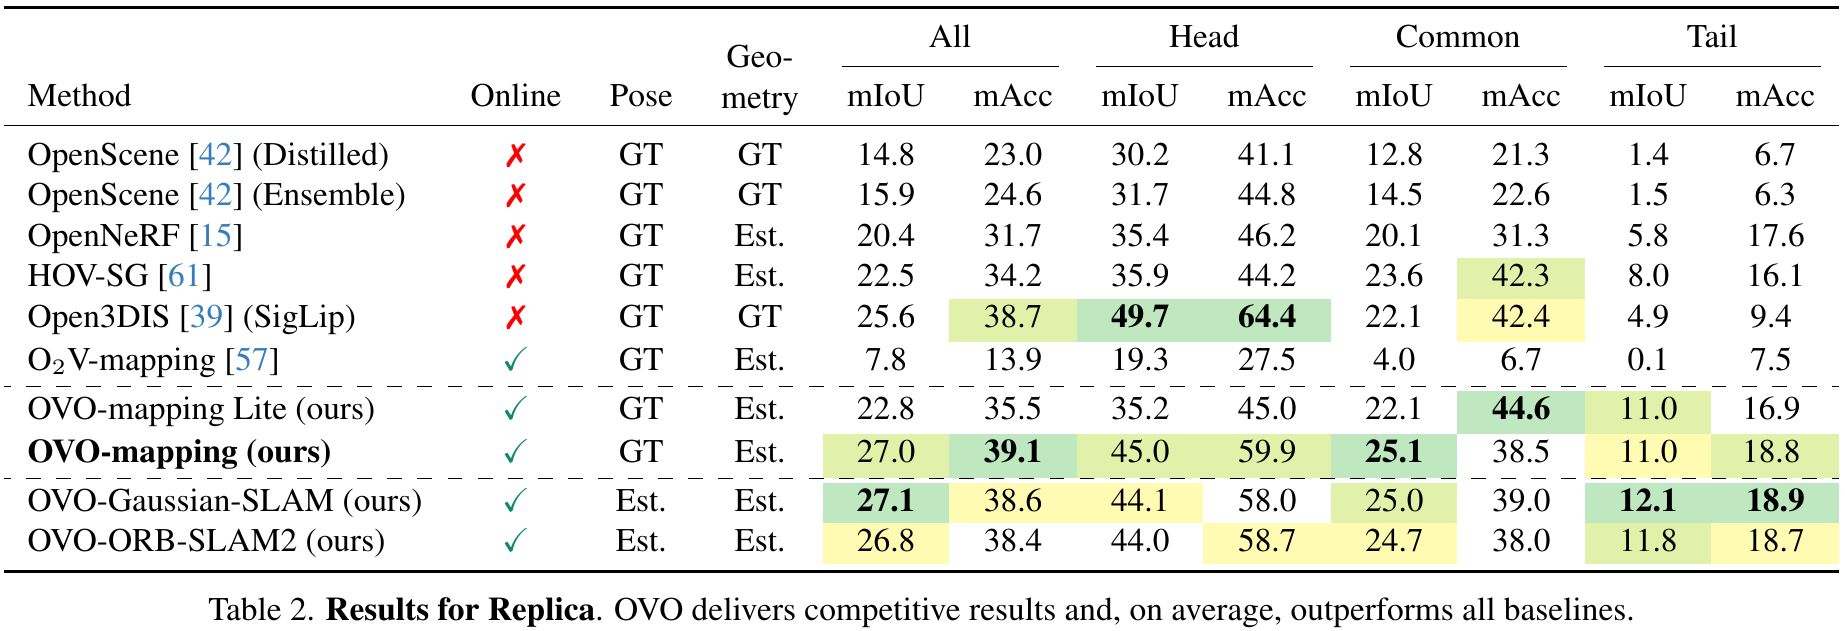 All Head Common Tail
Method Online Pose Geo-metry mIoU mAcc mIoU mAcc mIoU mAcc mIoU mAcc
OpenScene [42] (Distilled) ✗ GT GT 14.8 23.0 30.2 41.1 12.8 21.3 1.4 6.7
OpenScene [42] (Ensemble) ✗ GT GT 15.9 24.6 31.7 44.8 14.5 22.6 1.5 6.3
OpenNeRF [15] ✗ GT Est. 20.4 31.7 35.4 46.2 20.1 31.3 5.8 17.6
HOV-SG [61] ✗ GT Est. 22.5 34.2 35.9 44.2 23.6 42.3 8.0 16.1
Open3DIS [39] (SigLip) ✗ GT GT 25.6 38.7 49.7 64.4 22.1 42.4 4.9 9.4
O₂V-mapping [57] ✓ GT Est. 7.8 13.9 19.3 27.5 4.0 6.7 0.1 7.5
OVO-mapping Lite (ours) ✓ GT Est. 22.8 35.5 35.2 45.0 22.1 44.6 11.0 16.9
OVO-mapping (ours) ✓ GT Est. 27.0 39.1 45.0 59.9 25.1 38.5 11.0 18.8
OVO-Gaussian-SLAM (ours) ✓ Est. Est. 27.1 38.6 44.1 58.0 25.0 39.0 12.1 18.9
OVO-ORB-SLAM2 (ours) ✓ Est. Est. 26.8 38.4 44.0 58.7 24.7 38.0 11.8 18.7
Table 2. Results for Replica. OVO delivers competitive results and, on average, outperforms all baselines.